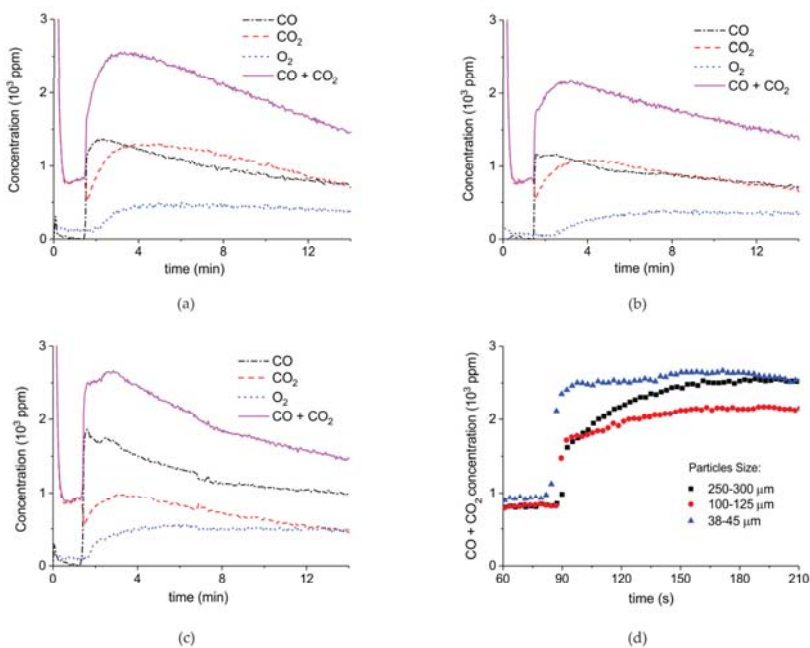 3
2
1
0
Concentration (10³ ppm)
CO
CO₂
O₂
CO + CO₂
0 4 8 12
time (min)
(a)
3
2
1
0
Concentration (10³ ppm)
CO
CO₂
O₂
CO + CO₂
0 4 8 12
time (min)
(b)
3
2
1
0
Concentration (10³ ppm)
CO
CO₂
O₂
CO + CO₂
0 4 8 12
time (min)
(c)
3
2
1
0
CO + CO₂ concentration (10³ ppm)
Particles Size:
250-300 μm
100-125 μm
38-45 μm
60 90 120 150 180 210
time (s)
(d)